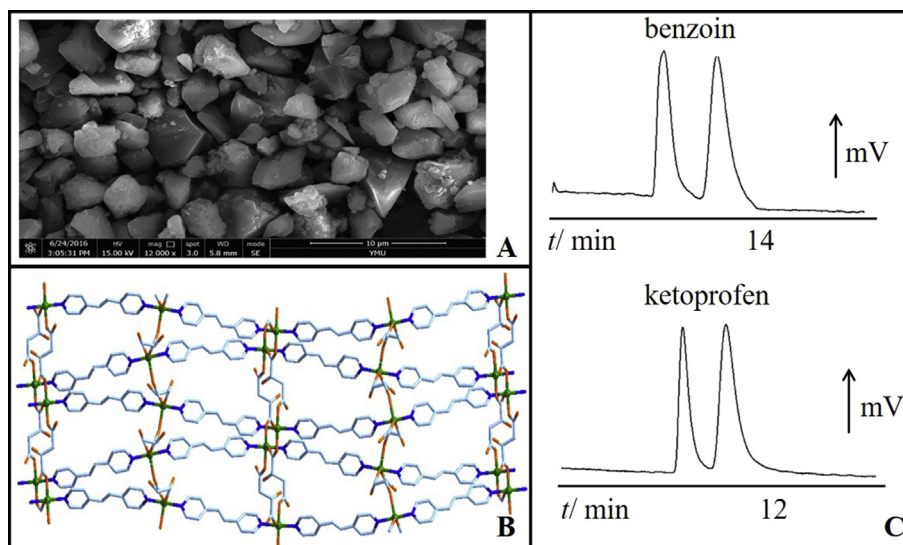 6/24/2016 HV mag □ spot WD mode 10 μm
3:05:31 PM 15.00 kV 12 000 x 3.0 5.8 mm SE YMU
A
B
benzoin
mV
t/ min 14
ketoprofen
mV
t/ min 12
C